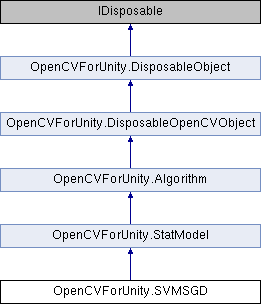 IDisposable
OpenCVForUnity.DisposableObject
OpenCVForUnity.DisposableOpenCVObject
OpenCVForUnity.Algorithm
OpenCVForUnity.StatModel
OpenCVForUnity.SVMSGD